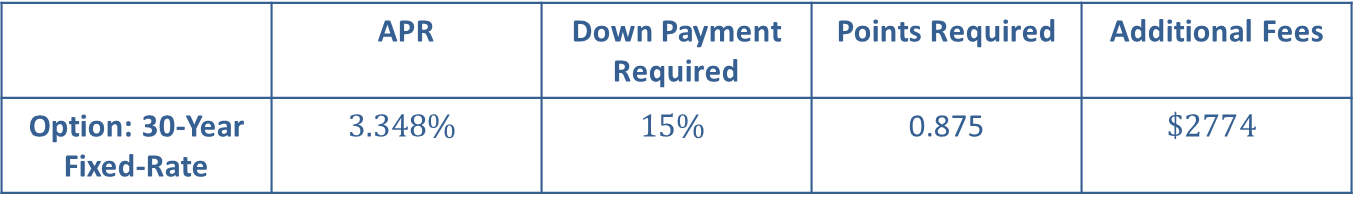 APR
Down Payment
Required
Points Required
Additional Fees
Option: 30-Year
Fixed-Rate
3.348%
15%
0.875
$2774